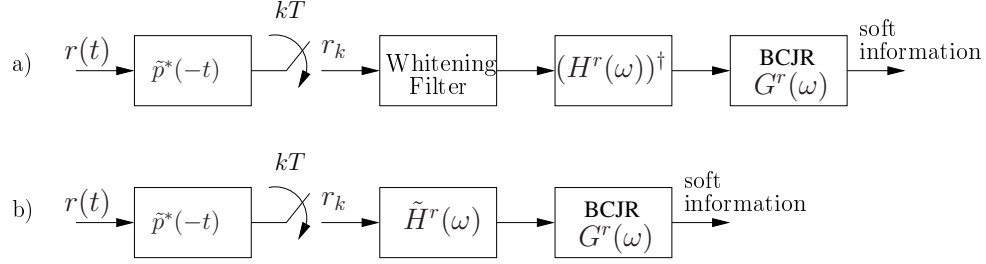 a)
r(t)
p̃*(−t)
kT
r_k
Whitening
Filter
(H^r(ω))^†
BCJR
G^r(ω)
soft
information
b)
r(t)
p̃*(−t)
kT
r_k
H̃^r(ω)
BCJR
G^r(ω)
soft
information